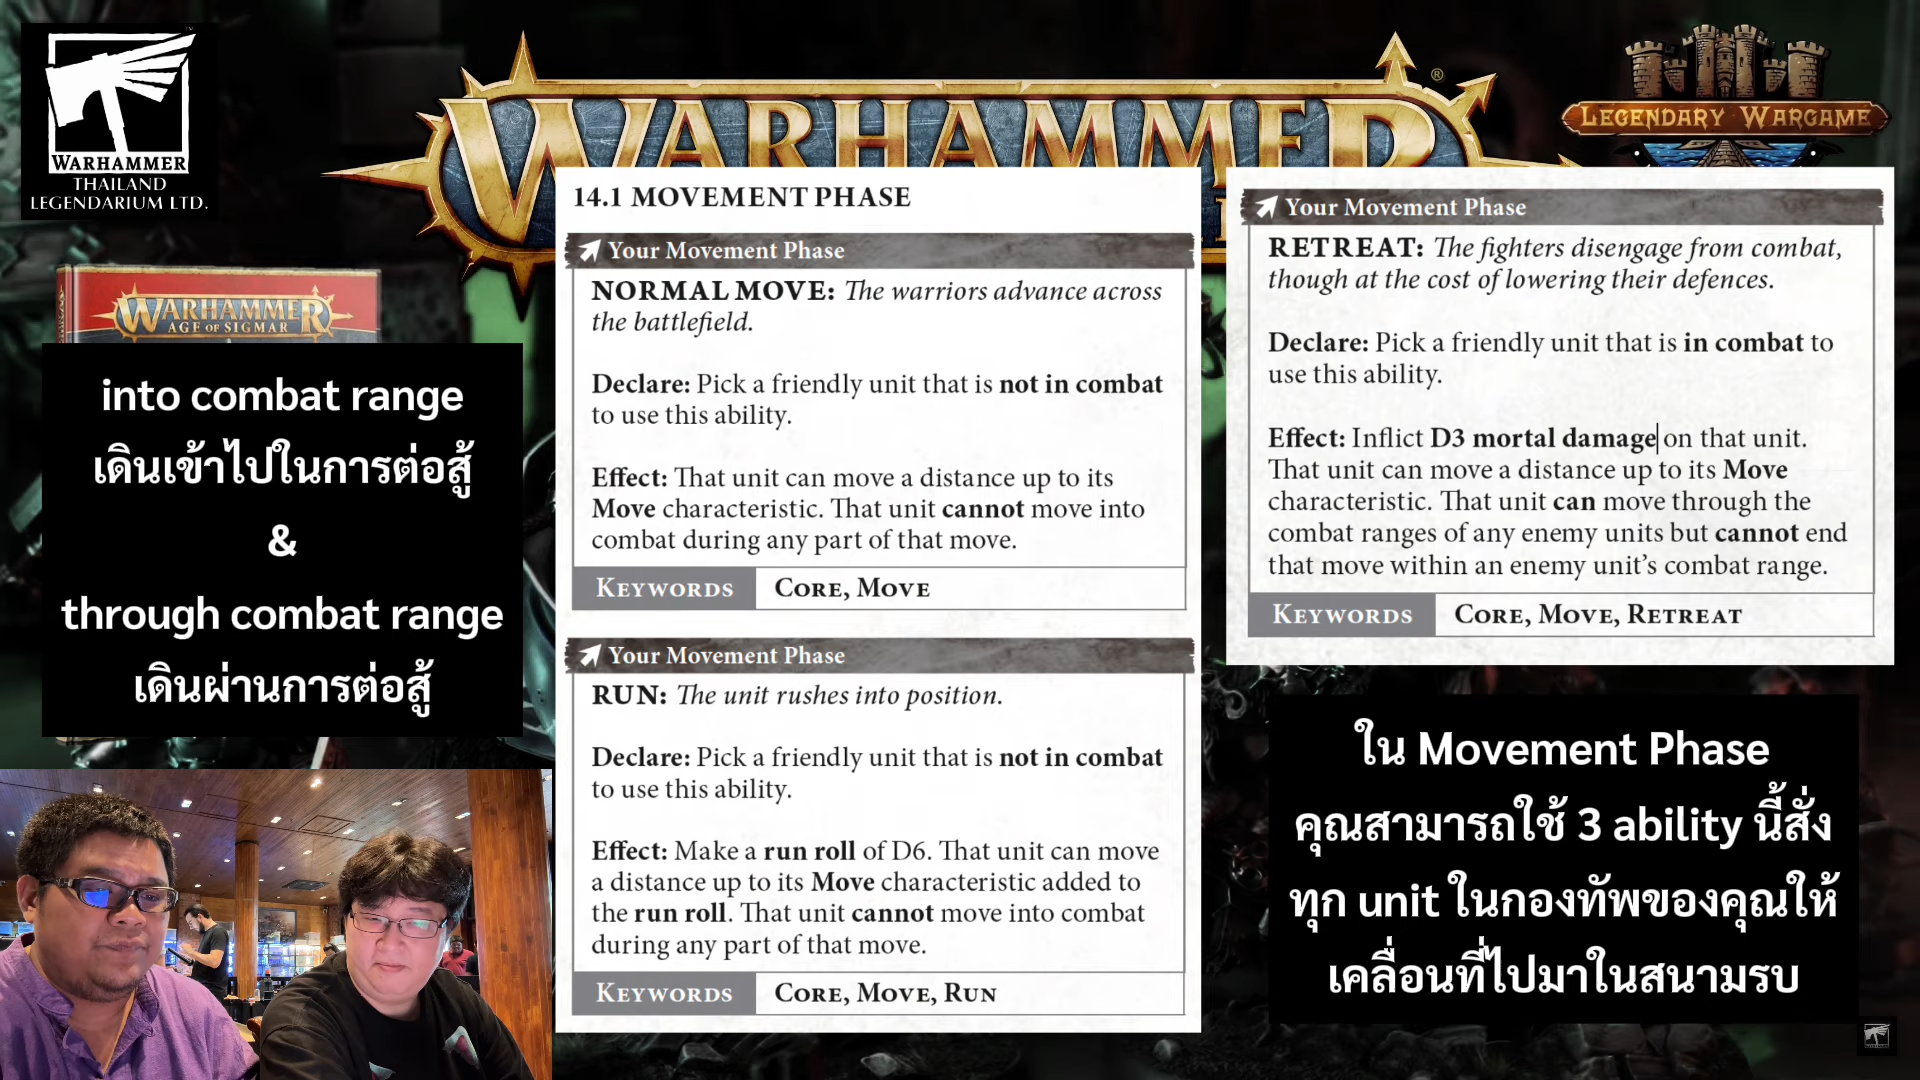 WARHAMMER
THAILAND
LEGENDARIUM LTD.
WARHAMMER
®
LEGENDARY WARGAME
WARHAMMER
AGE OF SIGMAR
into combat range
เดินเข้าไปในการต่อสู้
&
through combat range
เดินผ่านการต่อสู้
14.1 MOVEMENT PHASE
Your Movement Phase
NORMAL MOVE: The warriors advance across
the battlefield.
Declare: Pick a friendly unit that is not in combat
to use this ability.
Effect: That unit can move a distance up to its
Move characteristic. That unit cannot move into
combat during any part of that move.
KEYWORDS CORE, MOVE
Your Movement Phase
RUN: The unit rushes into position.
Declare: Pick a friendly unit that is not in combat
to use this ability.
Effect: Make a run roll of D6. That unit can move
a distance up to its Move characteristic added to
the run roll. That unit cannot move into combat
during any part of that move.
KEYWORDS CORE, MOVE, RUN
Your Movement Phase
RETREAT: The fighters disengage from combat,
though at the cost of lowering their defences.
Declare: Pick a friendly unit that is in combat to
use this ability.
Effect: Inflict D3 mortal damage on that unit.
That unit can move a distance up to its Move
characteristic. That unit can move through the
combat ranges of any enemy units but cannot end
that move within an enemy unit's combat range.
KEYWORDS CORE, MOVE, RETREAT
ใน Movement Phase
คุณสามารถใช้ 3 ability นี้สั่ง
ทุก unit ในกองทัพของคุณให้
เคลื่อนที่ไปมาในสนามรบ